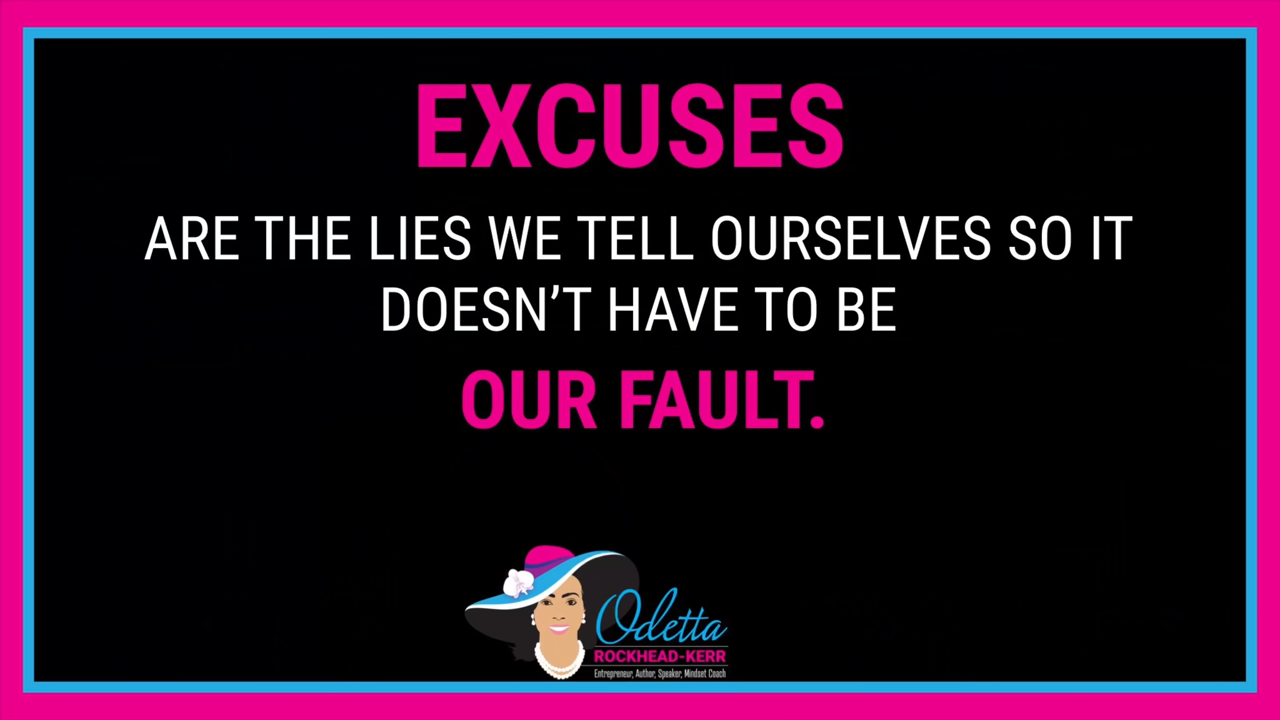 EXCUSES
ARE THE LIES WE TELL OURSELVES SO IT
DOESN’T HAVE TO BE
OUR FAULT.
Odetta
ROCKHEAD-KERR
Entrepreneur, Author, Speaker, Mindset Coach